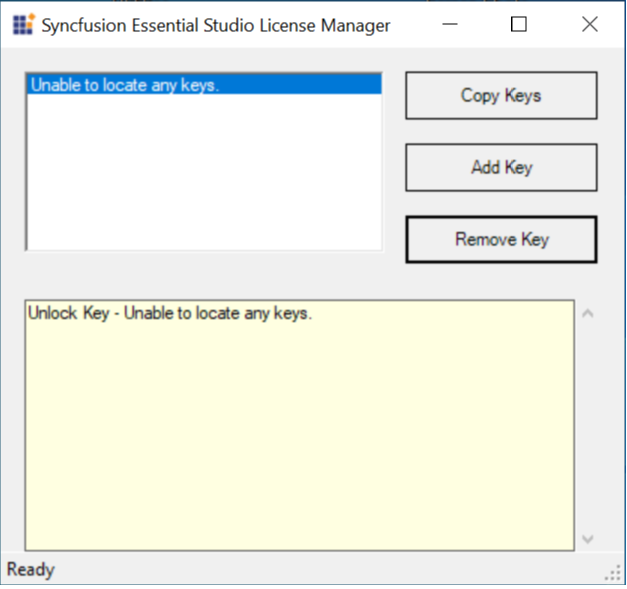 Syncfusion Essential Studio License Manager
Unable to locate any keys.
Copy Keys
Add Key
Remove Key
Unlock Key - Unable to locate any keys.
Ready